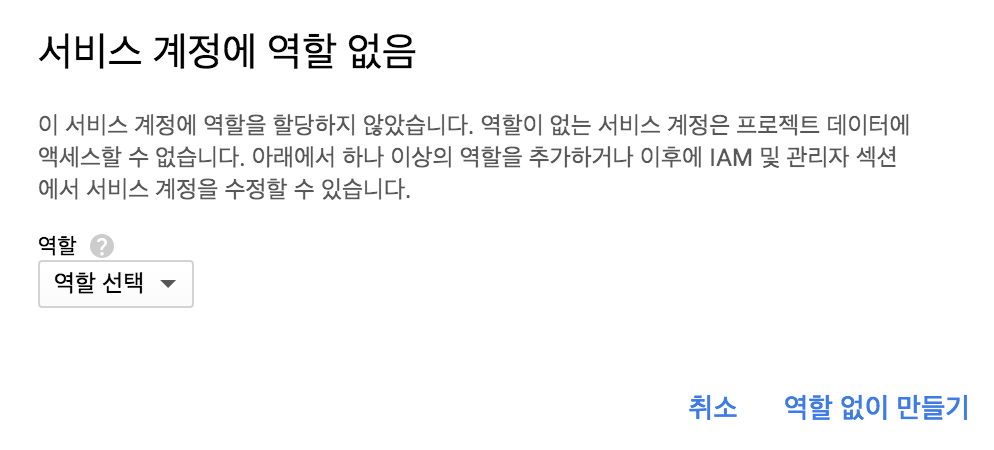 서비스 계정에 역할 없음
이 서비스 계정에 역할을 할당하지 않았습니다. 역할이 없는 서비스 계정은 프로젝트 데이터에
액세스할 수 없습니다. 아래에서 하나 이상의 역할을 추가하거나 이후에 IAM 및 관리자 섹션
에서 서비스 계정을 수정할 수 있습니다.
역할 ?
역할 선택
취소 역할 없이 만들기